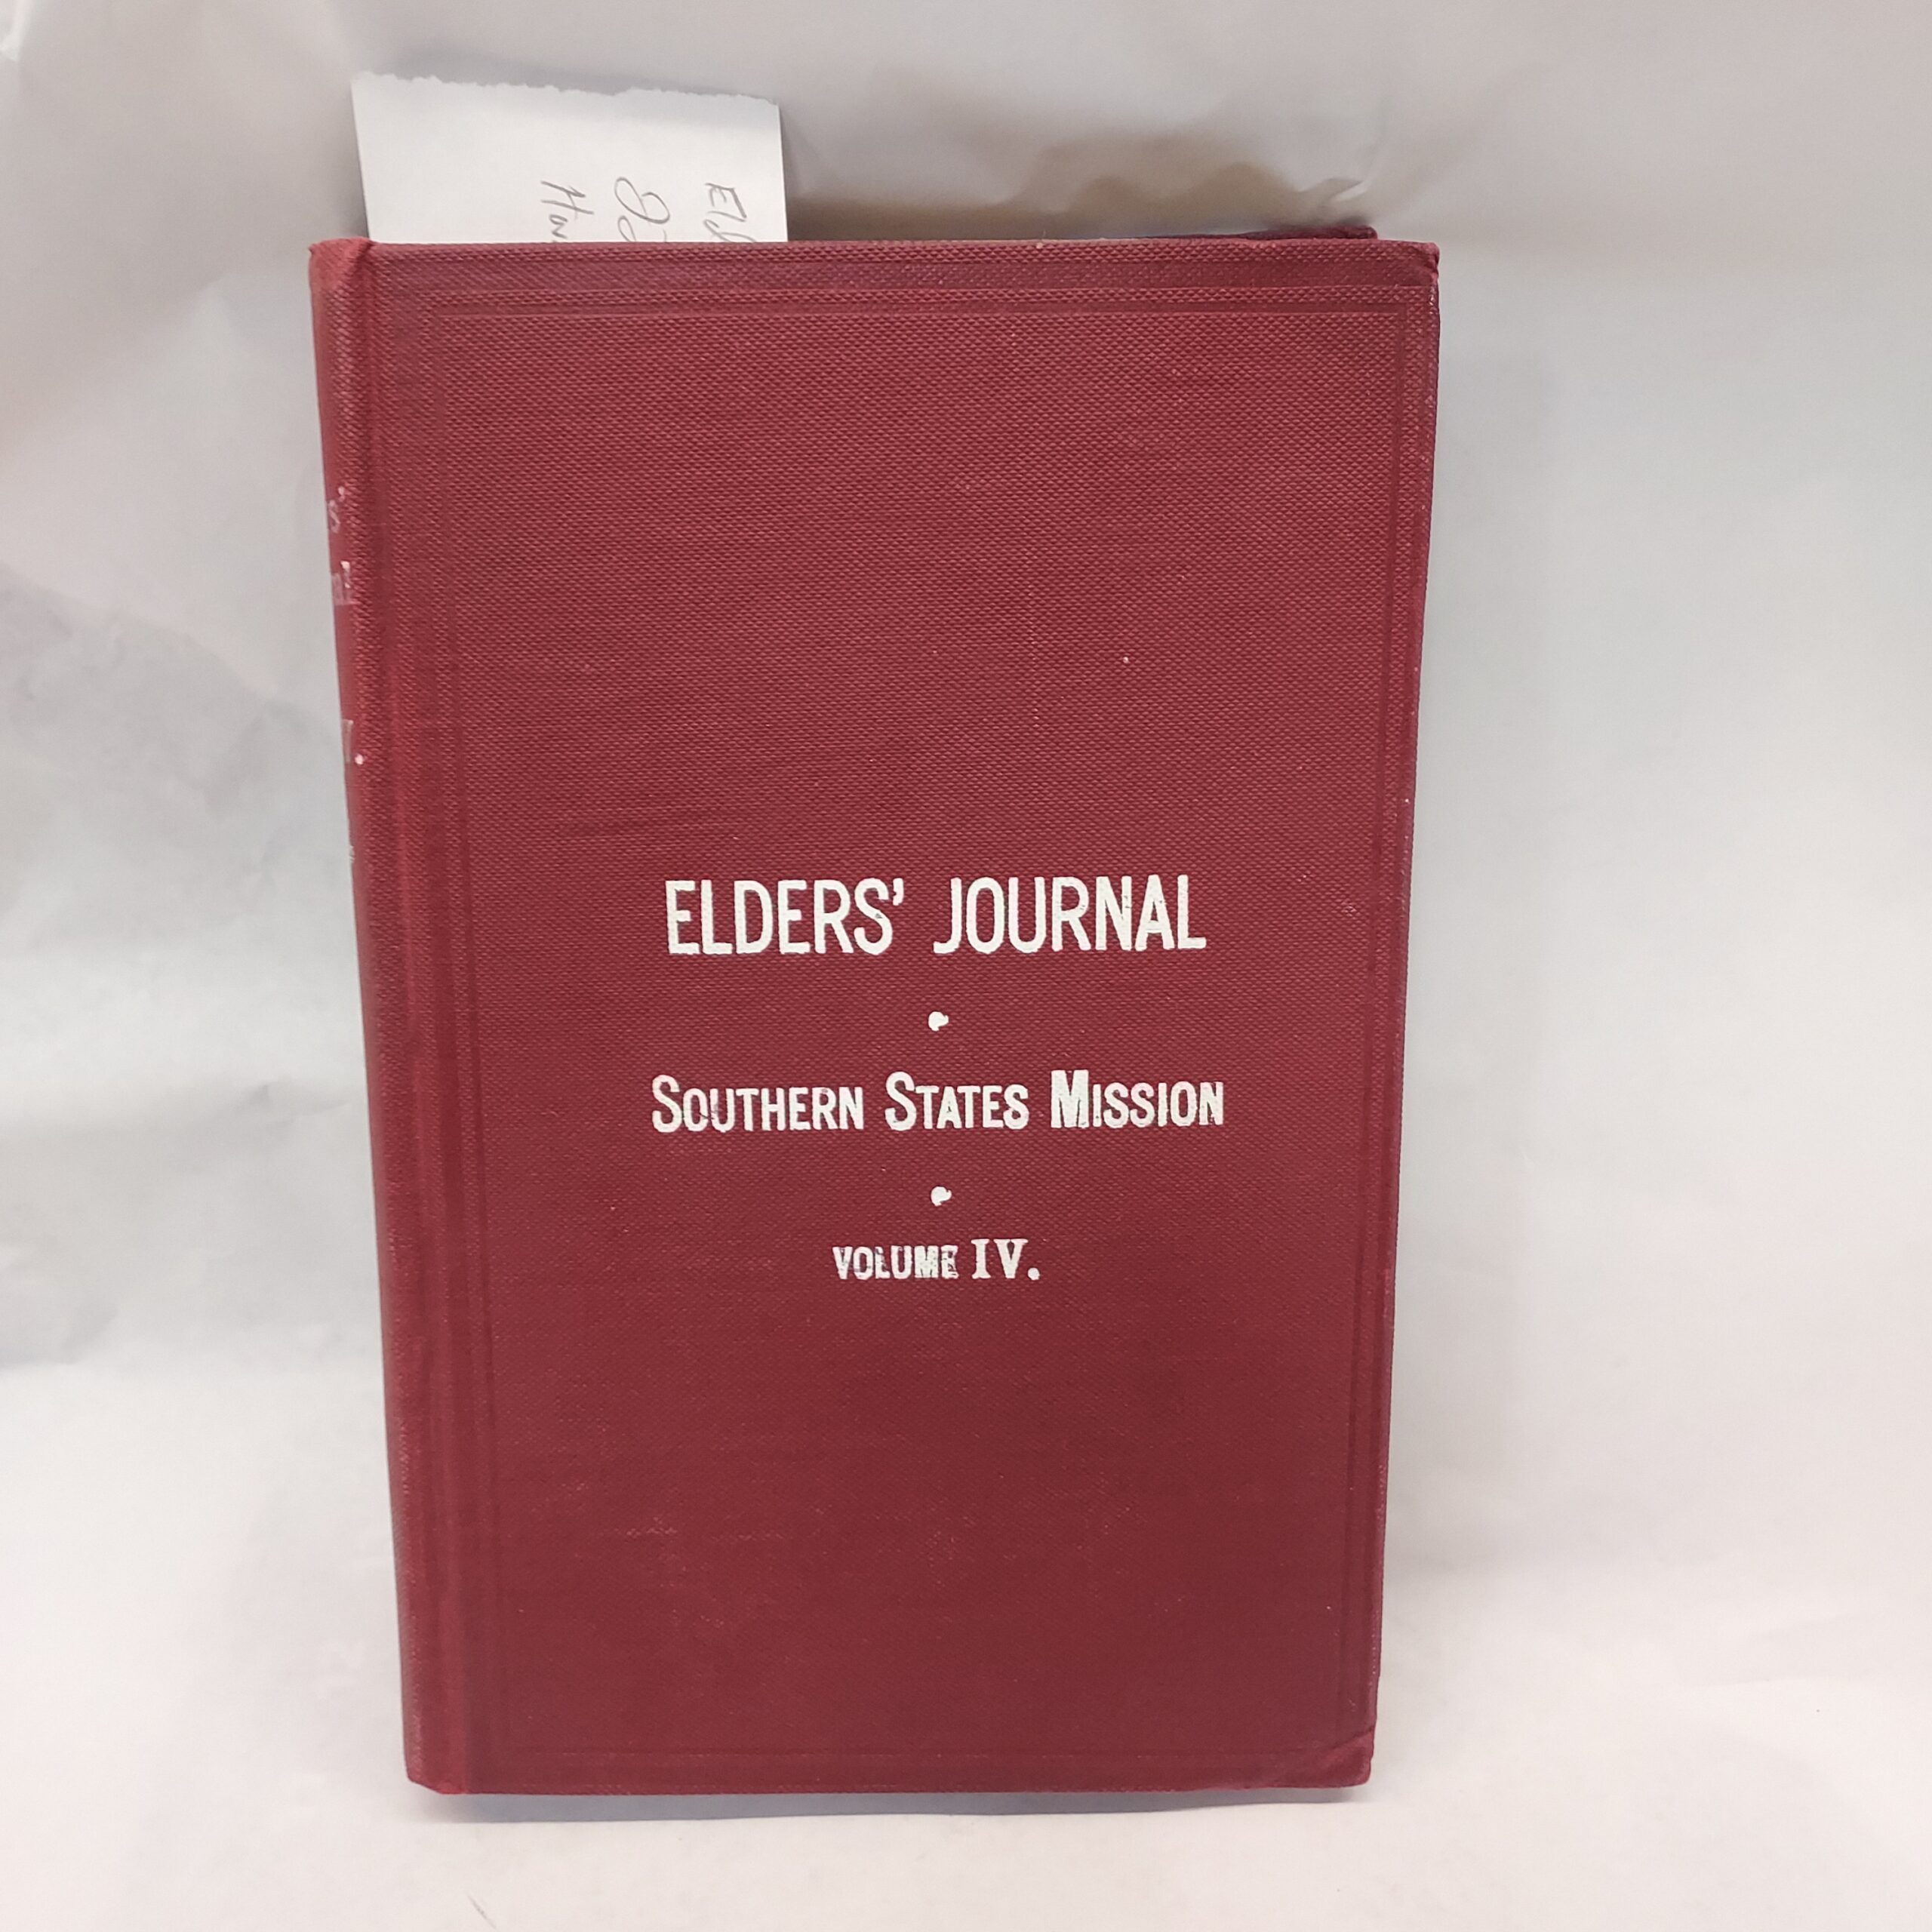 ELDERS' JOURNAL
SOUTHERN STATES MISSION
VOLUME IV.